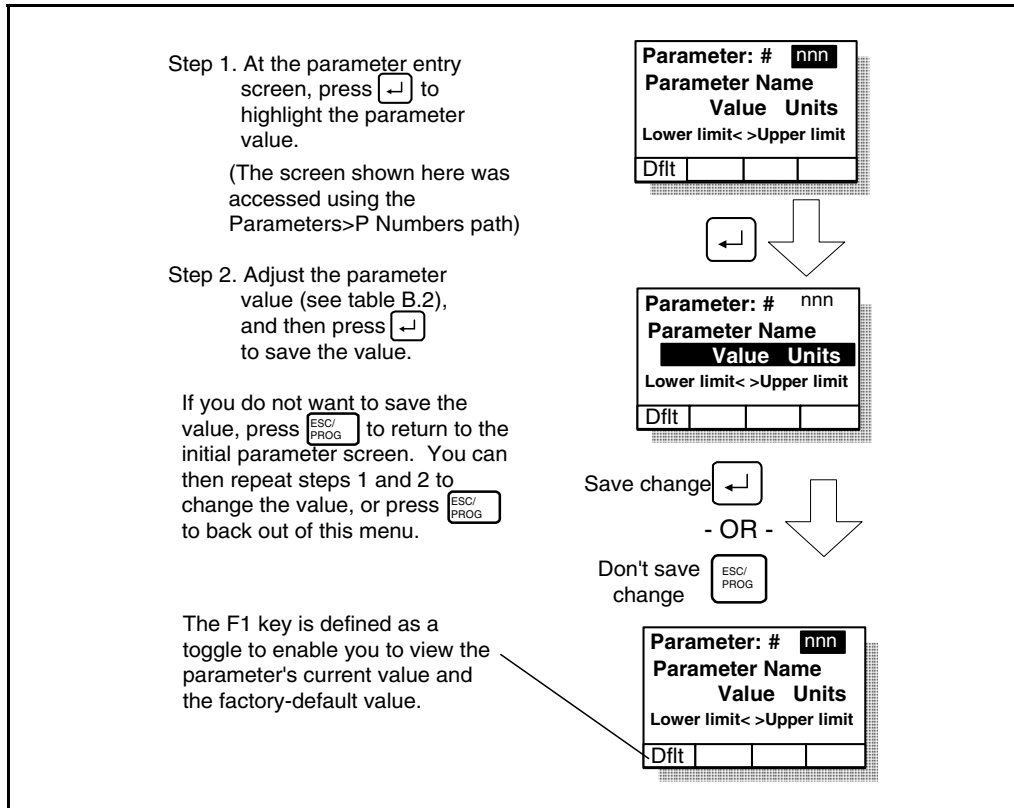 Step 1. At the parameter entry
screen, press ↵ to
highlight the parameter
value.
(The screen shown here was
accessed using the
Parameters>P Numbers path)
Parameter: # nnn
Parameter Name
Value Units
Lower limit< >Upper limit
Dflt
↵
Step 2. Adjust the parameter
value (see table B.2),
and then press ↵
to save the value.
If you do not want to save the
value, press ESC/PROG to return to the
initial parameter screen. You can
then repeat steps 1 and 2 to
change the value, or press ESC/PROG
to back out of this menu.
Parameter: # nnn
Parameter Name
Value Units
Lower limit< >Upper limit
Dflt
Save change ↵
- OR -
Don't save
change
ESC/
PROG
The F1 key is defined as a
toggle to enable you to view the
parameter's current value and
the factory-default value.
Parameter: # nnn
Parameter Name
Value Units
Lower limit< >Upper limit
Dflt